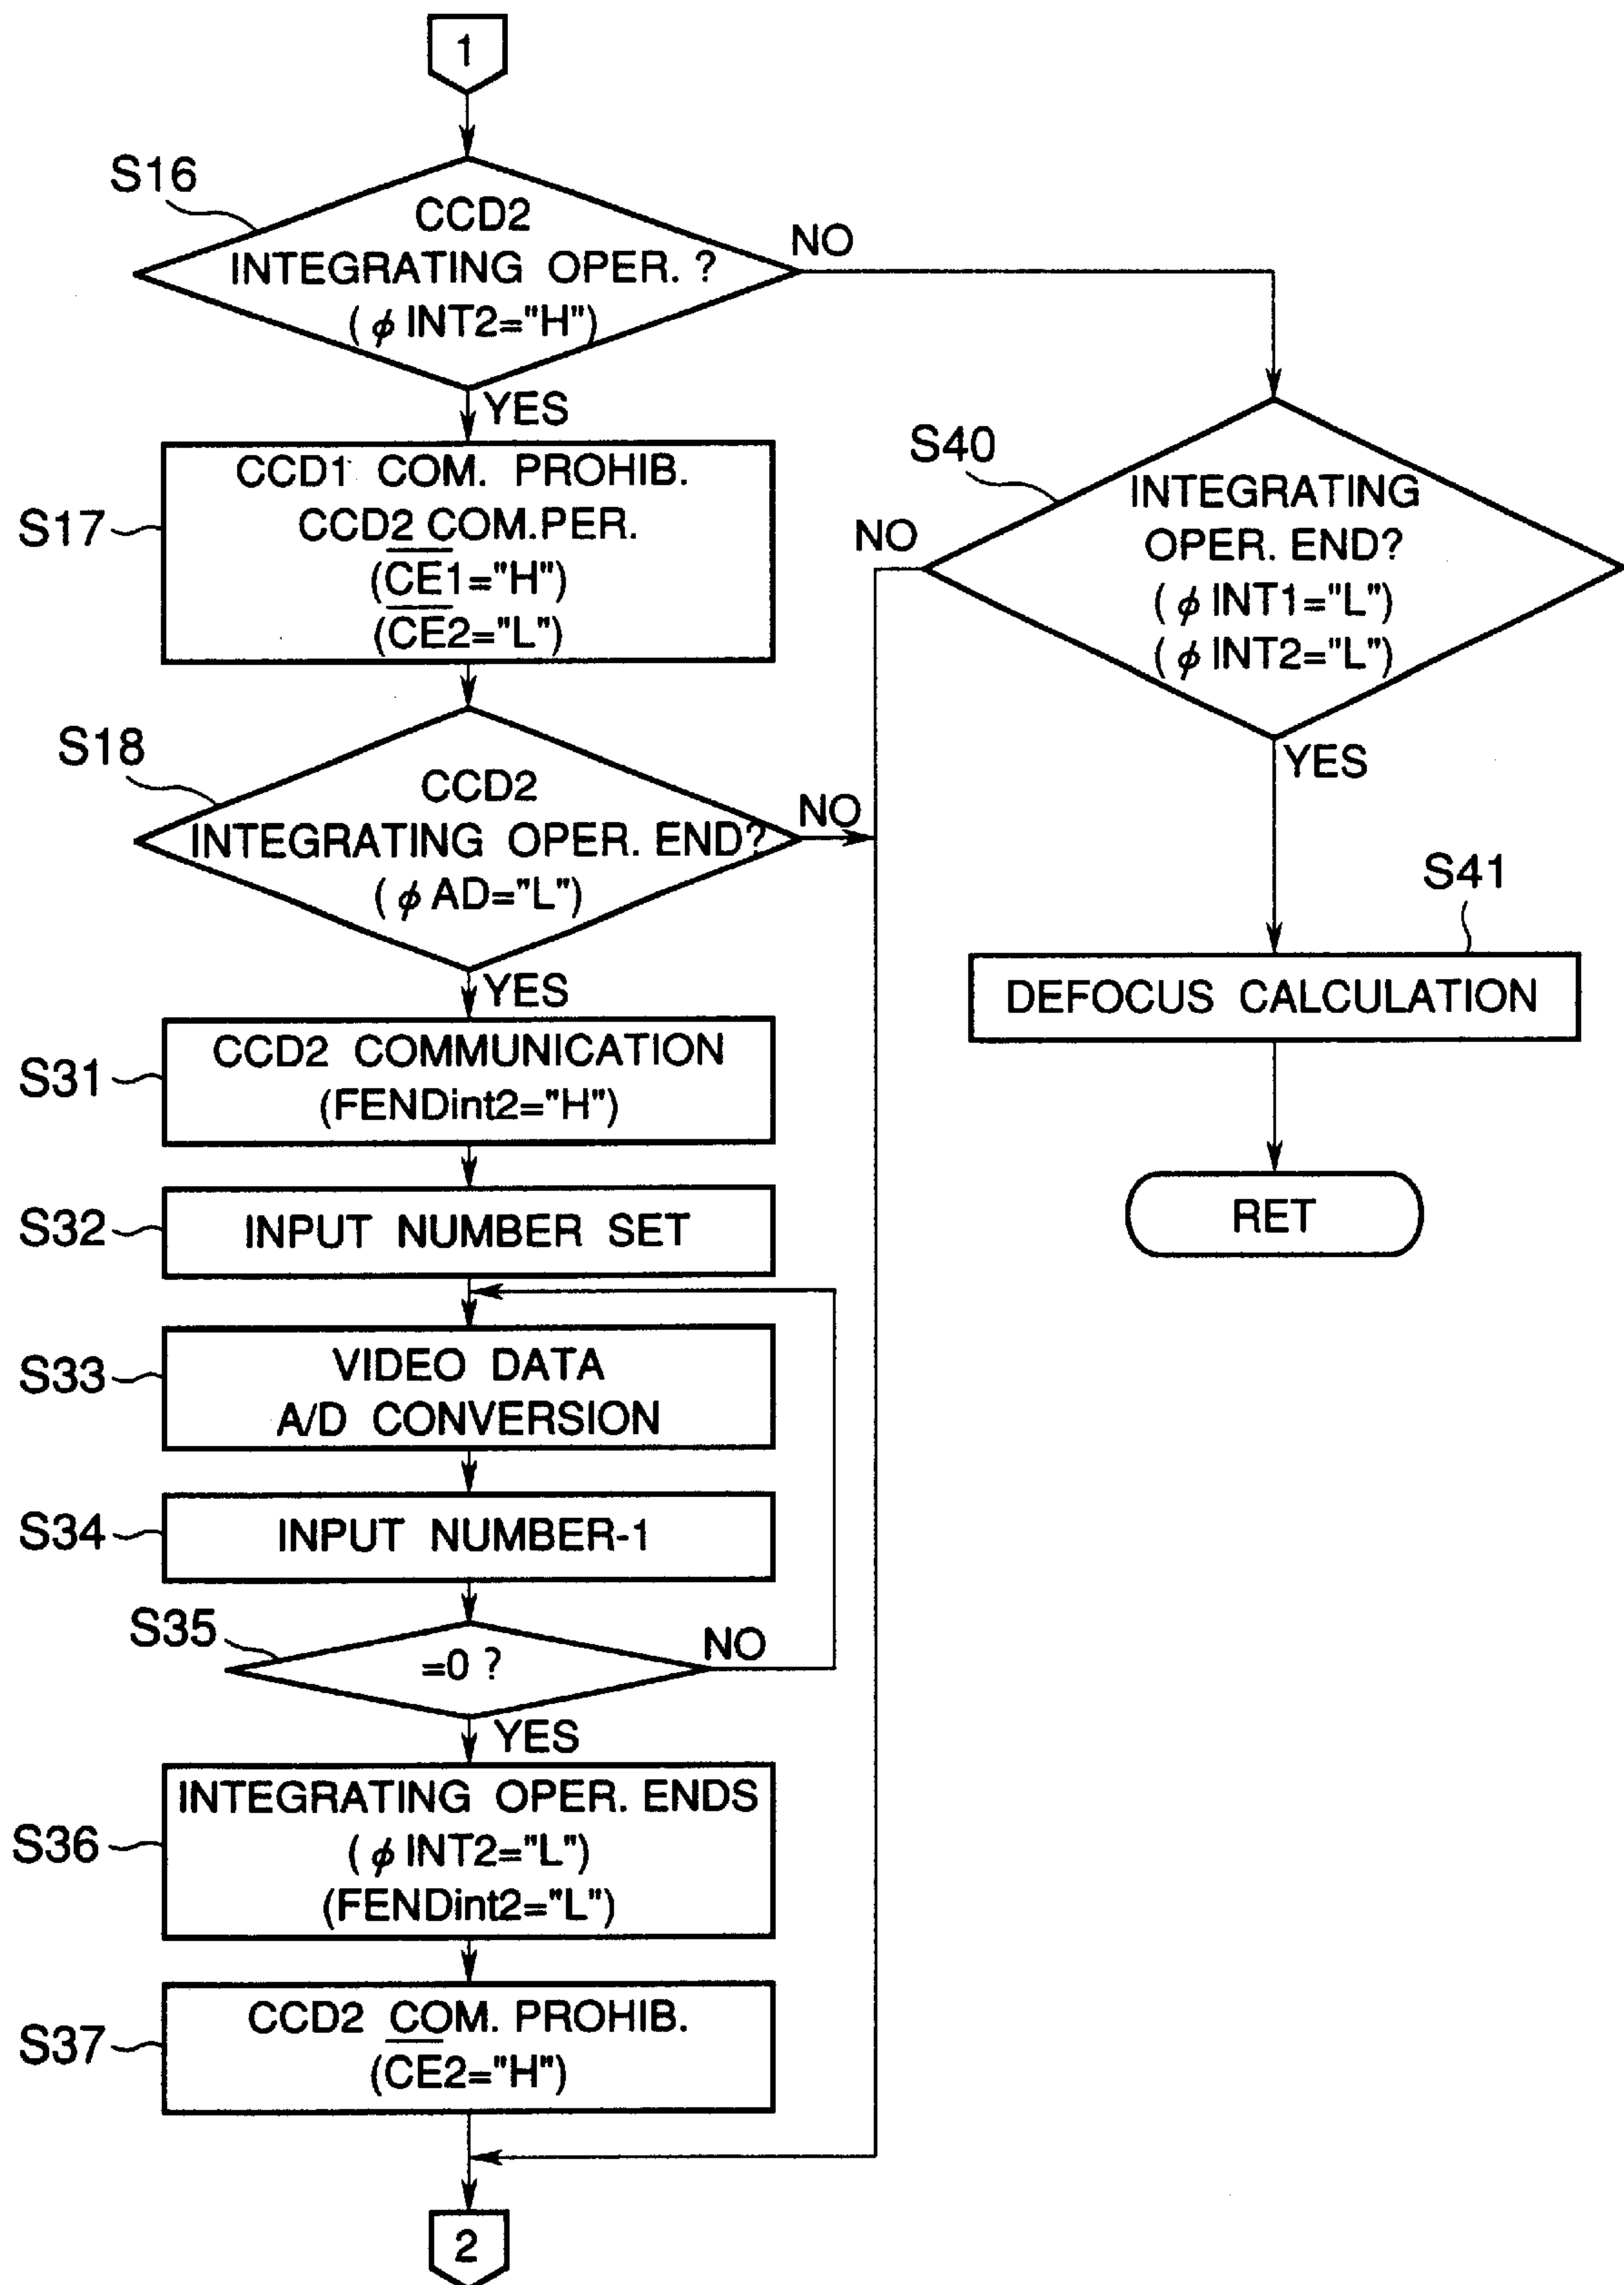 1
S16
CCD2
INTEGRATING OPER. ?
(φ INT2="H")
NO
YES
S17
CCD1 COM. PROHIB.
CCD2 COM.PER.
(C̅E̅1="H")
(C̅E̅2="L")
S18
CCD2
INTEGRATING OPER. END?
(φ AD="L")
NO
YES
S31
CCD2 COMMUNICATION
(FENDint2="H")
S32
INPUT NUMBER SET
S33
VIDEO DATA
A/D CONVERSION
S34
INPUT NUMBER-1
S35
=0 ?
NO
YES
S36
INTEGRATING OPER. ENDS
(φ INT2="L")
(FENDint2="L")
S37
CCD2 COM. PROHIB.
(C̅E̅2="H")
2
S40
INTEGRATING
OPER. END?
(φ INT1="L")
(φ INT2="L")
NO
YES
S41
DEFOCUS CALCULATION
RET